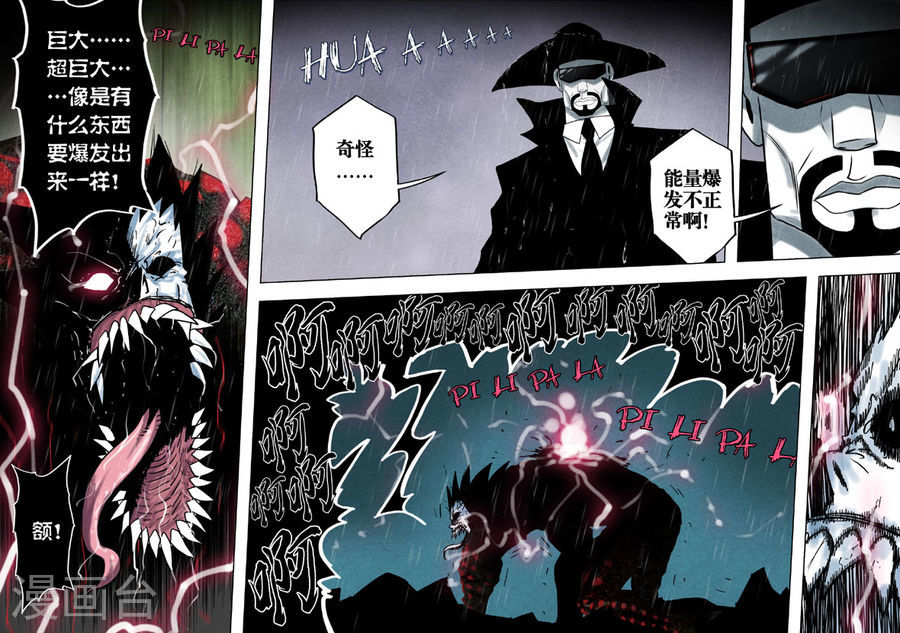 巨大……
超巨大…
…像是有
什么东西
要爆发出
来一样！
PI LI PA LA
额！
HUA A A A A A
奇怪
……
能量爆
发不正
常啊！
啊啊啊啊啊啊啊啊啊啊啊啊
啊
啊啊啊
啊
PI LI PA LA
PI LI PA LA
漫画台